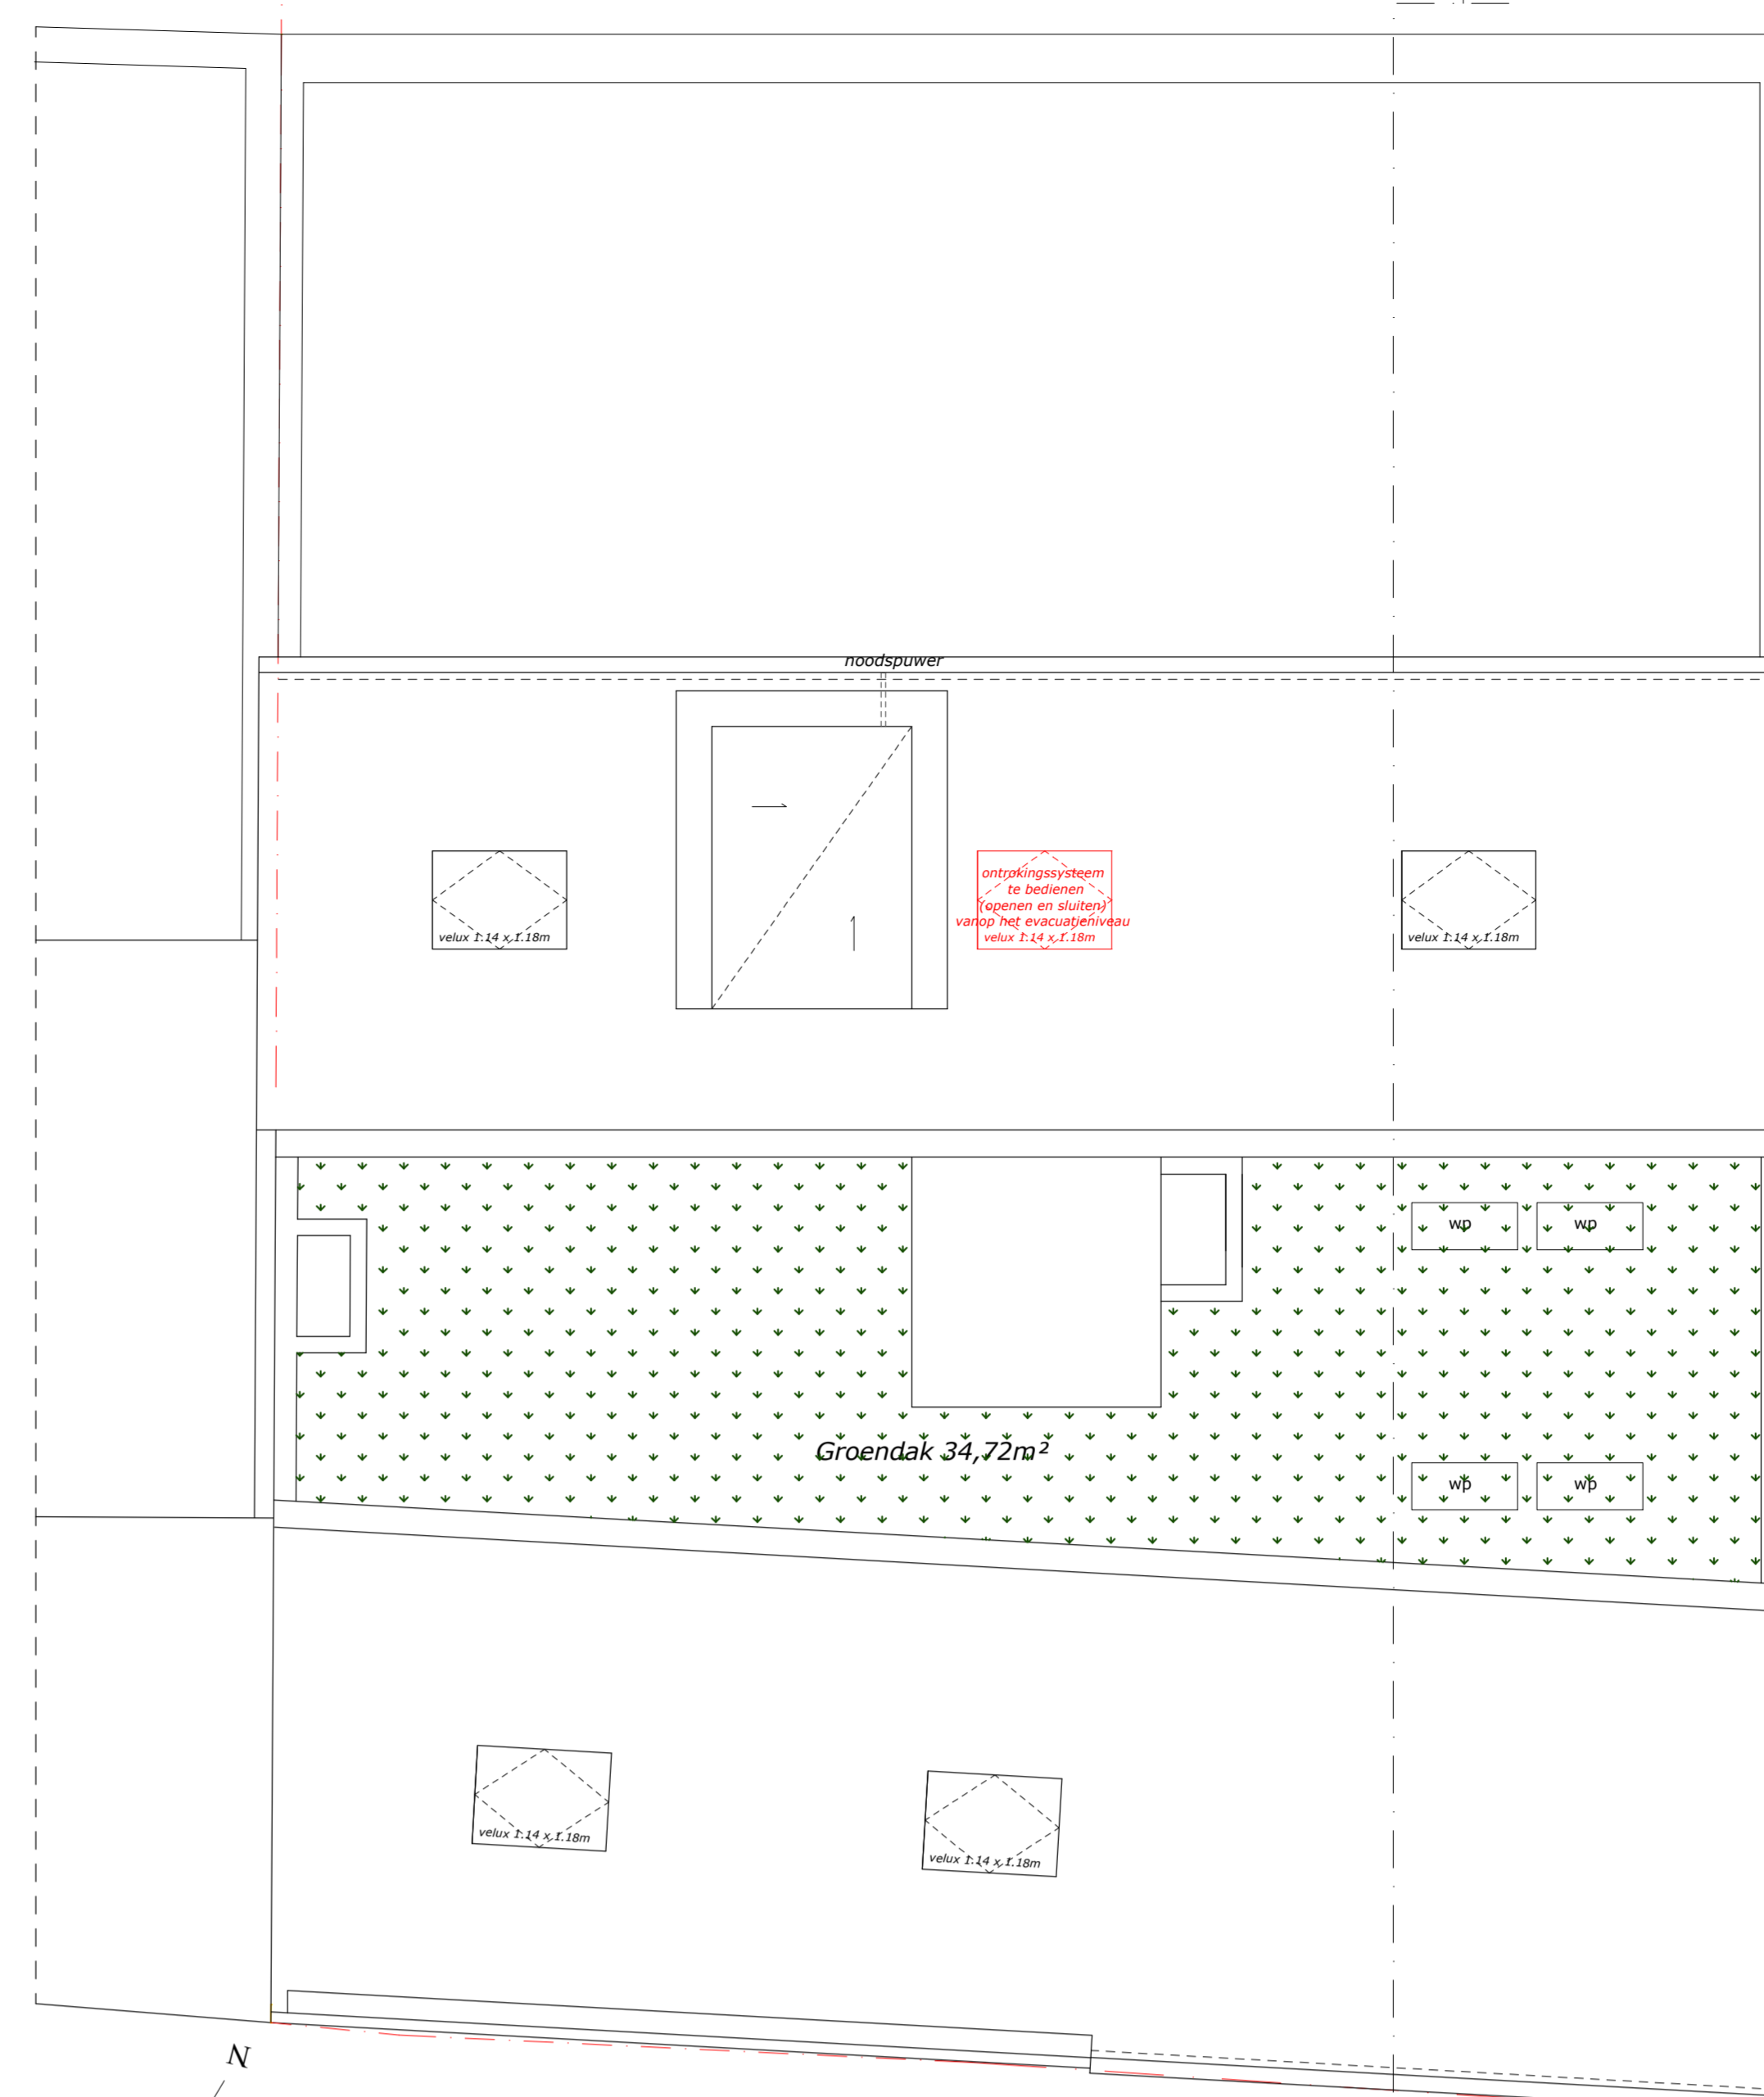 noodspuwer
ontrokingssysteem
te bedienen
(openen en sluiten)
vanop het evacuatieniveau
velux 1.14 x 1.18m
velux 1.14 x 1.18m
velux 1.14 x 1.18m
wp
wp
Groendak 34,72m²
wp
wp
velux 1.14 x 1.18m
velux 1.14 x 1.18m
N